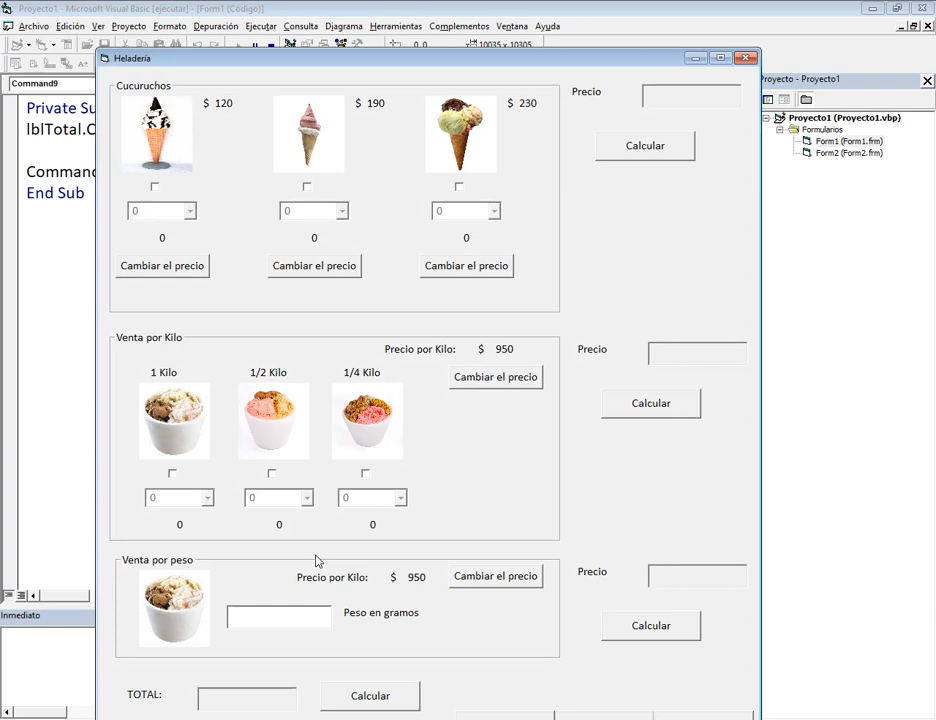 Proyecto1 - Microsoft Visual Basic [ejecutar] - [Form1 (Código)]
Archivo Edición Ver Proyecto Formato Depuración Ejecutar Consulta Diagrama Herramientas Complementos Ventana Ayuda
0, 0 10035 x 10305
Command9
Private Su
lblTotal.C
Command
End Sub
Inmediato
Heladería
Cucuruchos
$ 120 $ 190 $ 230
0 0 0
0 0 0
Cambiar el precio Cambiar el precio Cambiar el precio
Precio
Calcular
Venta por Kilo
Precio por Kilo: $ 950
1 Kilo 1/2 Kilo 1/4 Kilo
Cambiar el precio
0 0 0
0 0 0
Precio
Calcular
Venta por peso
Precio por Kilo: $ 950
Cambiar el precio
Peso en gramos
Precio
Calcular
TOTAL:
Calcular
Proyecto - Proyecto1
Proyecto1 (Proyecto1.vbp)
Formularios
Form1 (Form1.frm)
Form2 (Form2.frm)